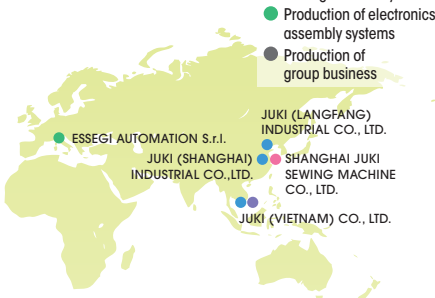 Production of electronics
assembly systems
Production of
group business
JUKI (LANGFANG)
INDUSTRIAL CO., LTD.
ESSEGI AUTOMATION S.r.l.
JUKI (SHANGHAI)
INDUSTRIAL CO.,LTD.
SHANGHAI JUKI
SEWING MACHINE
CO., LTD.
JUKI (VIETNAM) CO., LTD.